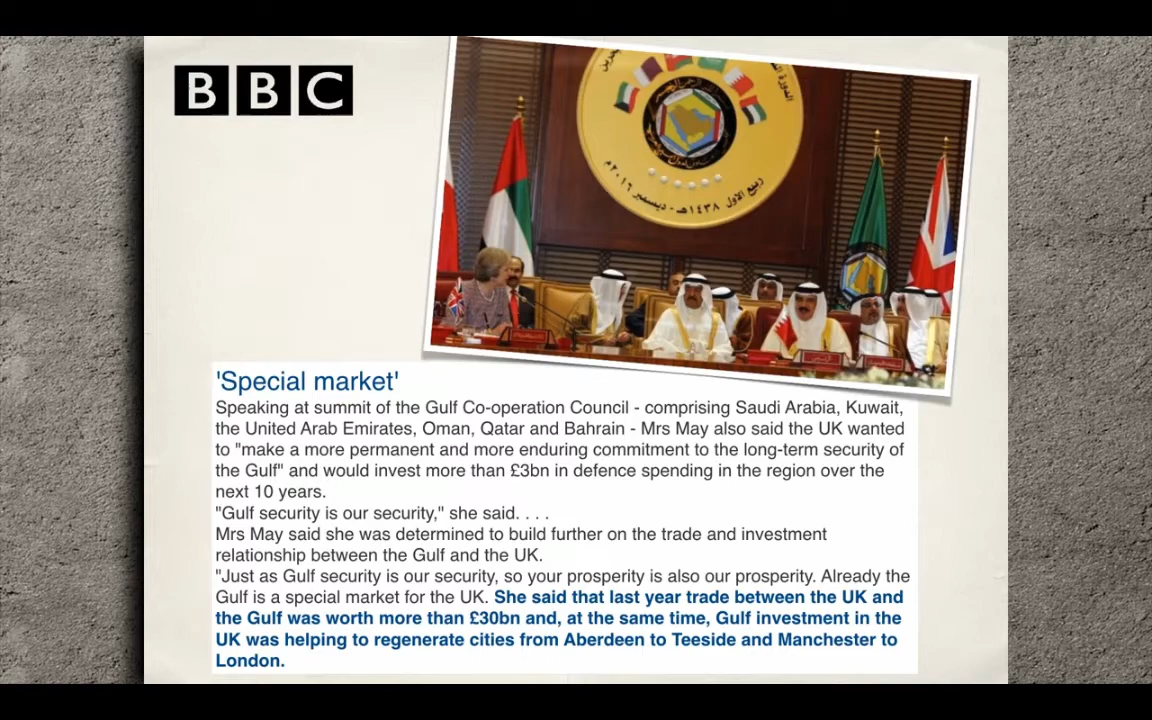 BBC
الدورة
ربيع الاول ١٤٣٨هـ - ديسمبر ٢٠١٦م
'Special market'
Speaking at summit of the Gulf Co-operation Council - comprising Saudi Arabia, Kuwait,
the United Arab Emirates, Oman, Qatar and Bahrain - Mrs May also said the UK wanted
to "make a more permanent and more enduring commitment to the long-term security of
the Gulf" and would invest more than £3bn in defence spending in the region over the
next 10 years.
"Gulf security is our security," she said. . . .
Mrs May said she was determined to build further on the trade and investment
relationship between the Gulf and the UK.
"Just as Gulf security is our security, so your prosperity is also our prosperity. Already the
Gulf is a special market for the UK. She said that last year trade between the UK and
the Gulf was worth more than £30bn and, at the same time, Gulf investment in the
UK was helping to regenerate cities from Aberdeen to Teeside and Manchester to
London.